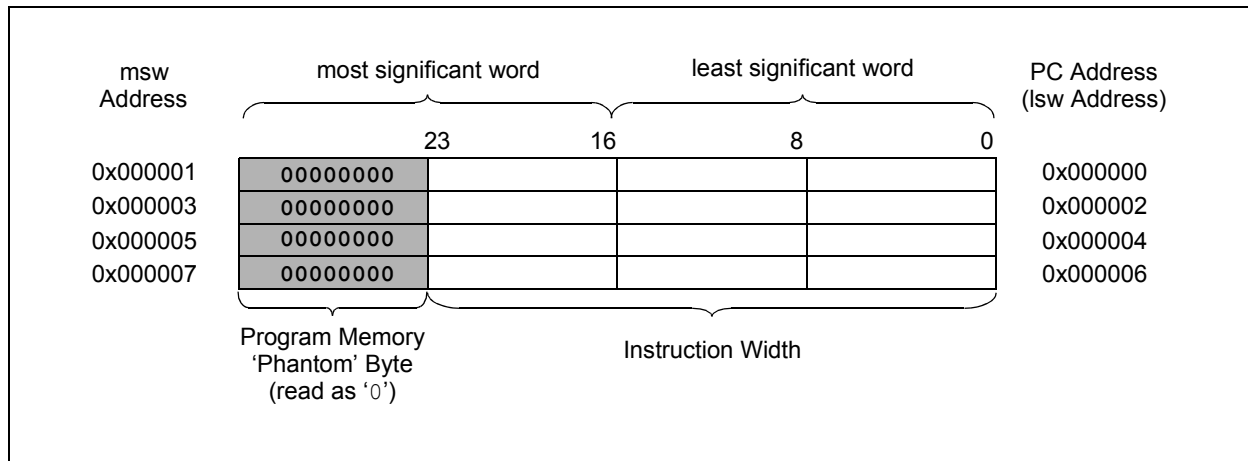 msw
Address
most significant word
least significant word
PC Address
(lsw Address)
23 16 8 0
0x000001 00000000 0x000000
0x000003 00000000 0x000002
0x000005 00000000 0x000004
0x000007 00000000 0x000006
Program Memory
‘Phantom’ Byte
(read as ‘0’)
Instruction Width